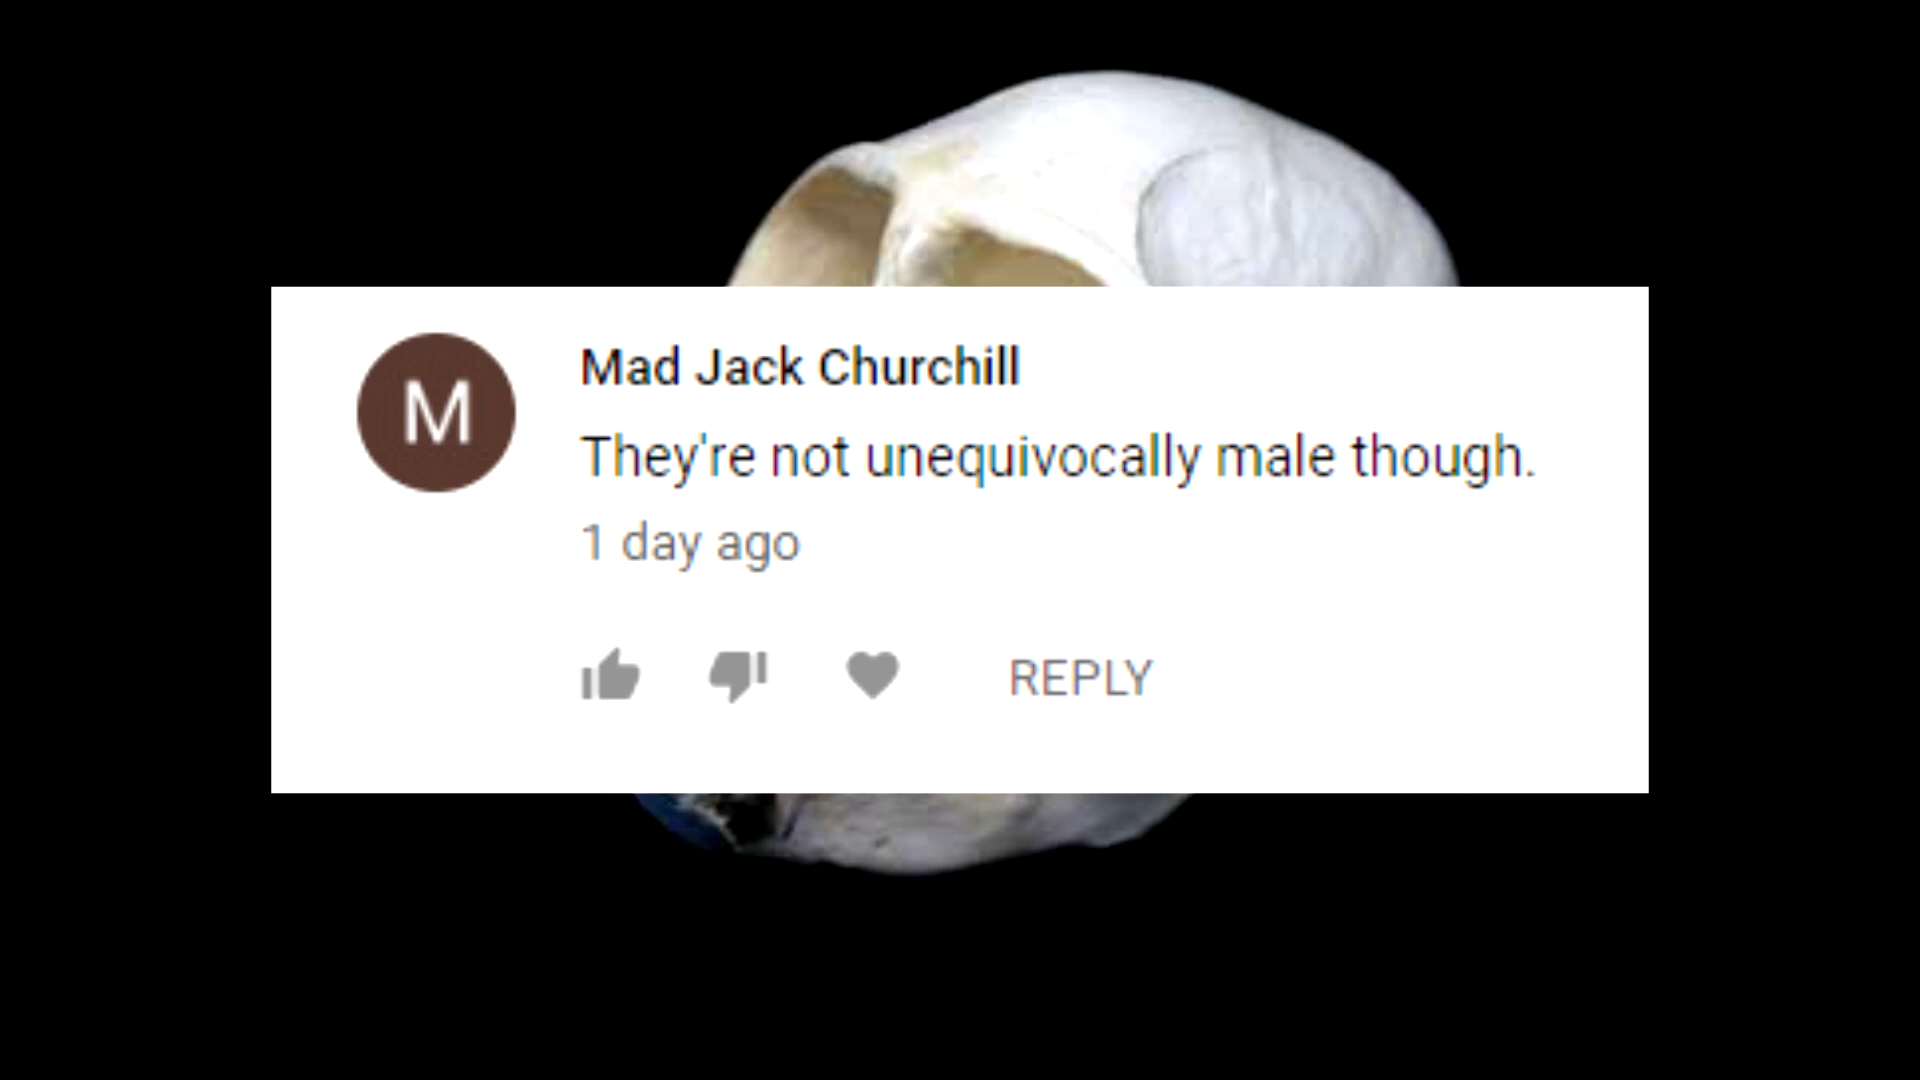 M
Mad Jack Churchill
They're not unequivocally male though.
1 day ago
REPLY